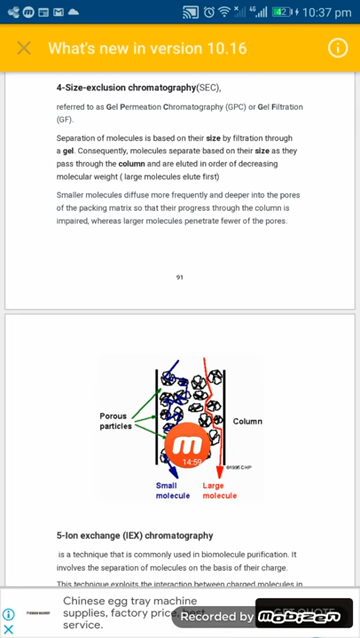 42 10:37 pm
What's new in version 10.16
4-Size-exclusion chromatography(SEC),
referred to as Gel Permeation Chromatography (GPC) or Gel Filtration
(GF).
Separation of molecules is based on their size by filtration through
a gel. Consequently, molecules separate based on their size as they
pass through the column and are eluted in order of decreasing
molecular weight ( large molecules elute first)
Smaller molecules diffuse more frequently and deeper into the pores
of the packing matrix so that their progress through the column is
impaired, whereas larger molecules penetrate fewer of the pores.
91
Porous
particles
Column
14:59
©1995 CHP
Small
molecule
Large
molecule
5-Ion exchange (IEX) chromatography
is a technique that is commonly used in biomolecule purification. It
involves the separation of molecules on the basis of their charge.
This technique exploits the interaction between charged molecules in
Chinese egg tray machine
supplies, factory price, best
service.
GET QUOTE
Recorded by mobizen